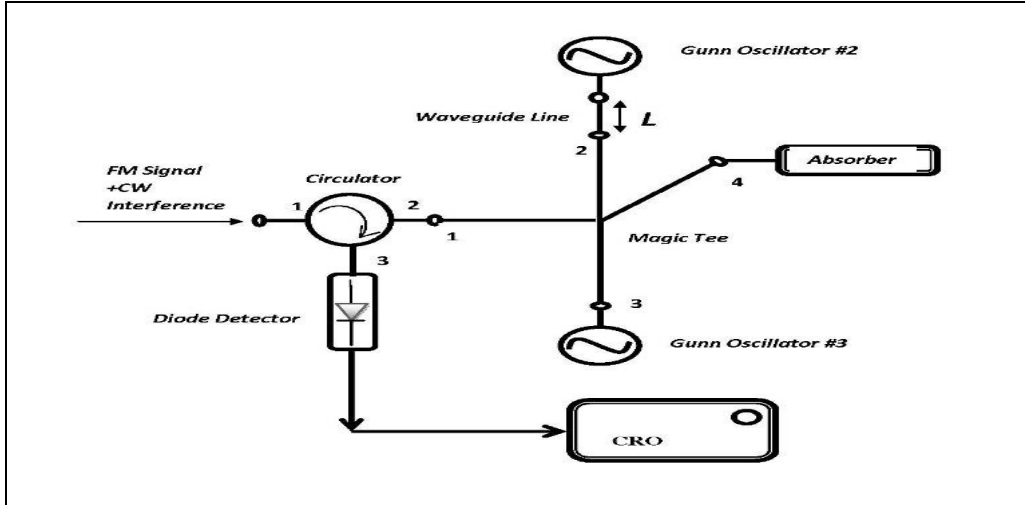 Gunn Oscillator #2
Waveguide Line
L
2
Absorber
4
FM Signal
+CW
Interference
Circulator
1
2
1
Magic Tee
3
3
Diode Detector
Gunn Oscillator #3
CRO